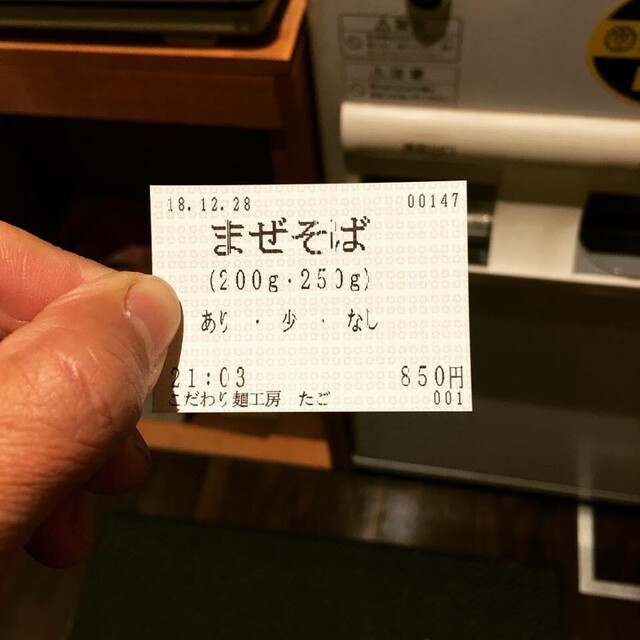 18.12.28 00147
まぜそば
(200g・250g)
あり ・ 少 ・ なし
21:03 850円
こだわり麺工房 たご 001